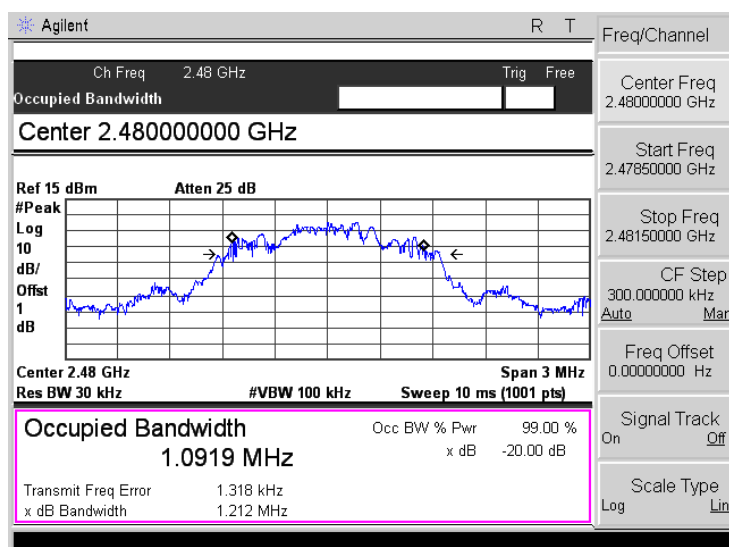 Agilent R T
Ch Freq 2.48 GHz Trig Free
Occupied Bandwidth
Center 2.480000000 GHz
Ref 15 dBm Atten 25 dB
#Peak
Log
10
dB/
Offst
1
dB
Center 2.48 GHz Span 3 MHz
Res BW 30 kHz #VBW 100 kHz Sweep 10 ms (1001 pts)
Occupied Bandwidth
1.0919 MHz
Occ BW % Pwr 99.00 %
x dB -20.00 dB
Transmit Freq Error 1.318 kHz
x dB Bandwidth 1.212 MHz
Freq/Channel
Center Freq
2.48000000 GHz
Start Freq
2.47850000 GHz
Stop Freq
2.48150000 GHz
CF Step
300.000000 kHz
Auto Mar
Freq Offset
0.00000000 Hz
Signal Track
On Off
Scale Type
Log Lin